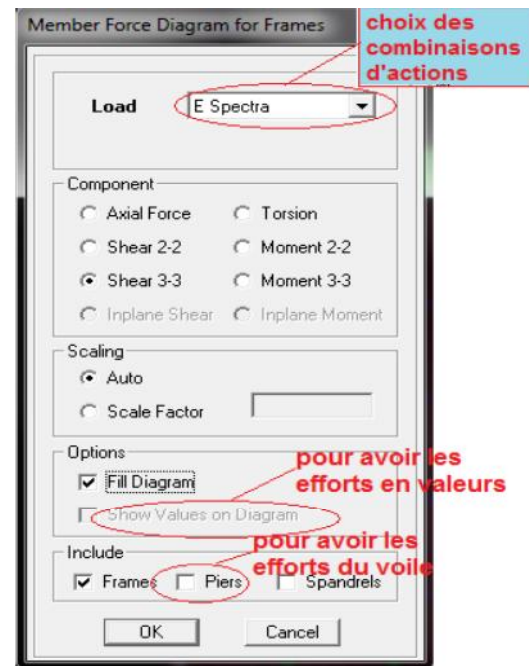 Member Force Diagram for Frames
choix des
combinaisons
d'actions
Load E Spectra
Component
Axial Force Torsion
Shear 2-2 Moment 2-2
Shear 3-3 Moment 3-3
Inplane Shear Inplane Moment
Scaling
Auto
Scale Factor
Options
pour avoir les
efforts en valeurs
Fill Diagram
Show Values on Diagram
pour avoir les
efforts du voile
Include
Frames Piers Spandrels
OK Cancel